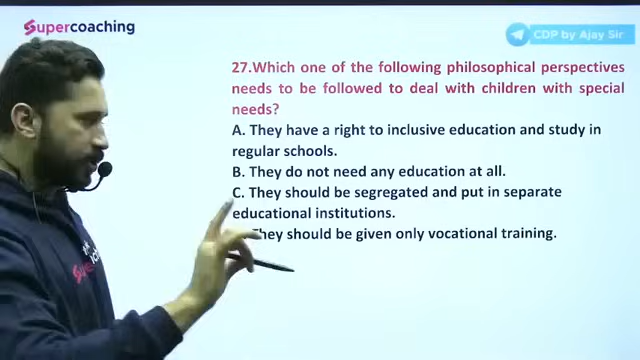 Supercoaching
CDP by Ajay Sir
27.Which one of the following philosophical perspectives
needs to be followed to deal with children with special
needs?
A. They have a right to inclusive education and study in
regular schools.
B. They do not need any education at all.
C. They should be segregated and put in separate
educational institutions.
They should be given only vocational training.